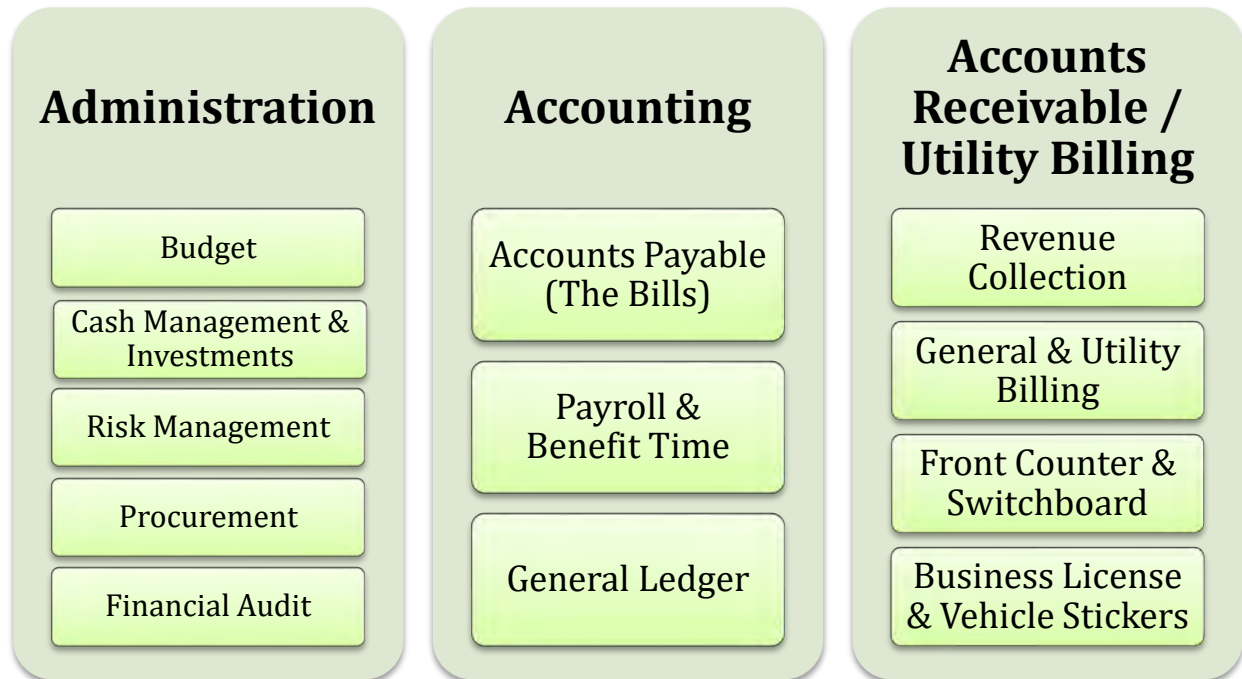 Administration
Budget
Cash Management &
Investments
Risk Management
Procurement
Financial Audit
Accounting
Accounts Payable
(The Bills)
Payroll &
Benefit Time
General Ledger
Accounts
Receivable /
Utility Billing
Revenue
Collection
General & Utility
Billing
Front Counter &
Switchboard
Business License
& Vehicle Stickers